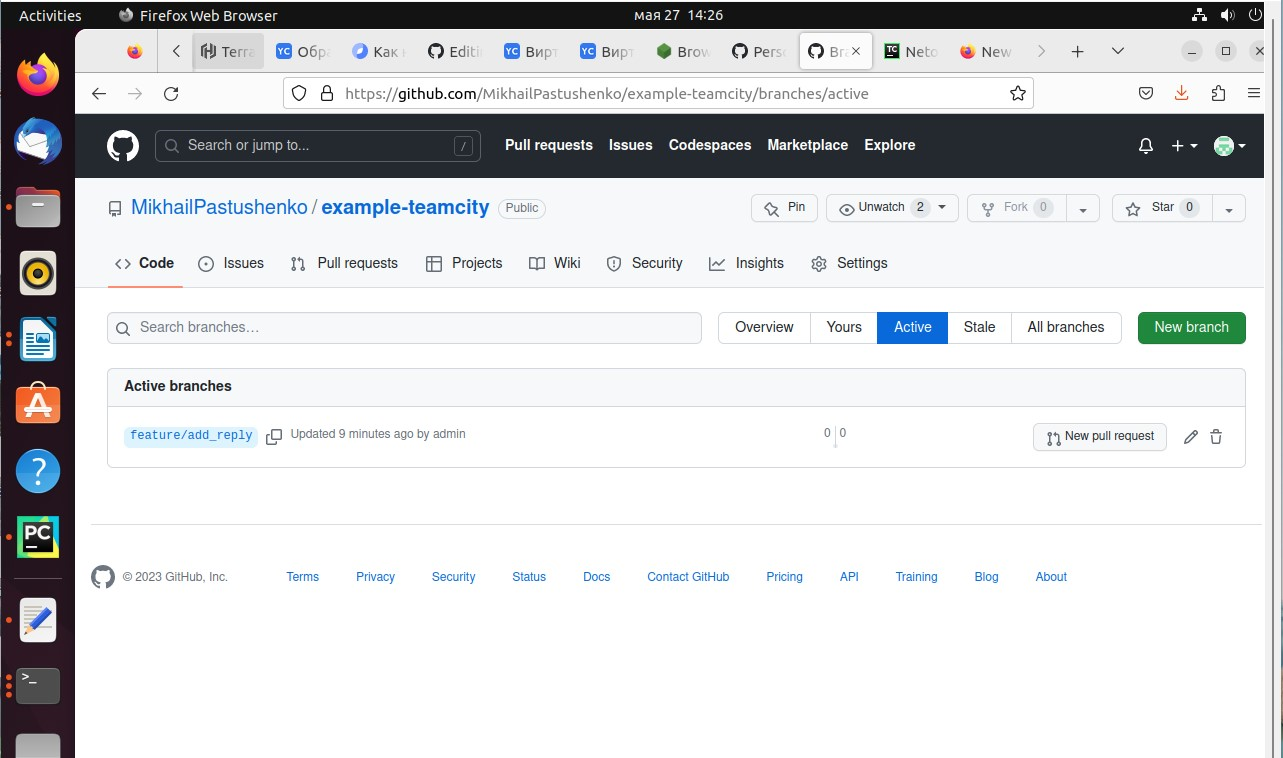 Activities Firefox Web Browser мая 27 14:26
Terra YC Обра Как Editi YC Вирт YC Вирт Brow Perso Bra TC Neto New
https://github.com/MikhailPastushenko/example-teamcity/branches/active
Search or jump to... / Pull requests Issues Codespaces Marketplace Explore
MikhailPastushenko / example-teamcity Public Pin Unwatch 2 Fork 0 Star 0
Code Issues Pull requests Projects Wiki Security Insights Settings
Search branches... Overview Yours Active Stale All branches New branch
Active branches
feature/add_reply Updated 9 minutes ago by admin 0 0 New pull request
PC
© 2023 GitHub, Inc. Terms Privacy Security Status Docs Contact GitHub Pricing API Training Blog About